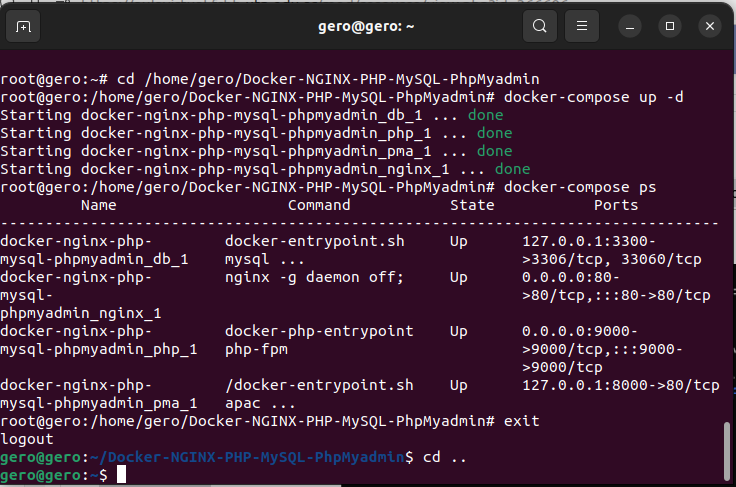 gero@gero: ~
root@gero:~# cd /home/gero/Docker-NGINX-PHP-MySQL-PhpMyadmin
root@gero:/home/gero/Docker-NGINX-PHP-MySQL-PhpMyadmin# docker-compose up -d
Starting docker-nginx-php-mysql-phpmyadmin_db_1 ... done
Starting docker-nginx-php-mysql-phpmyadmin_php_1 ... done
Starting docker-nginx-php-mysql-phpmyadmin_pma_1 ... done
Starting docker-nginx-php-mysql-phpmyadmin_nginx_1 ... done
root@gero:/home/gero/Docker-NGINX-PHP-MySQL-PhpMyadmin# docker-compose ps
         Name                   Command              State           Ports
--------------------------------------------------------------------------------
docker-nginx-php-        docker-entrypoint.sh     Up      127.0.0.1:3300-
mysql-phpmyadmin_db_1    mysql ...                        >3306/tcp, 33060/tcp
docker-nginx-php-        nginx -g daemon off;     Up      0.0.0.0:80-
mysql-                                                    >80/tcp,:::80->80/tcp
phpmyadmin_nginx_1
docker-nginx-php-        docker-php-entrypoint    Up      0.0.0.0:9000-
mysql-phpmyadmin_php_1   php-fpm                          >9000/tcp,:::9000-
                                                          >9000/tcp
docker-nginx-php-        /docker-entrypoint.sh    Up      127.0.0.1:8000->80/tcp
mysql-phpmyadmin_pma_1   apac ...
root@gero:/home/gero/Docker-NGINX-PHP-MySQL-PhpMyadmin# exit
logout
gero@gero:~/Docker-NGINX-PHP-MySQL-PhpMyadmin$ cd ..
gero@gero:~$